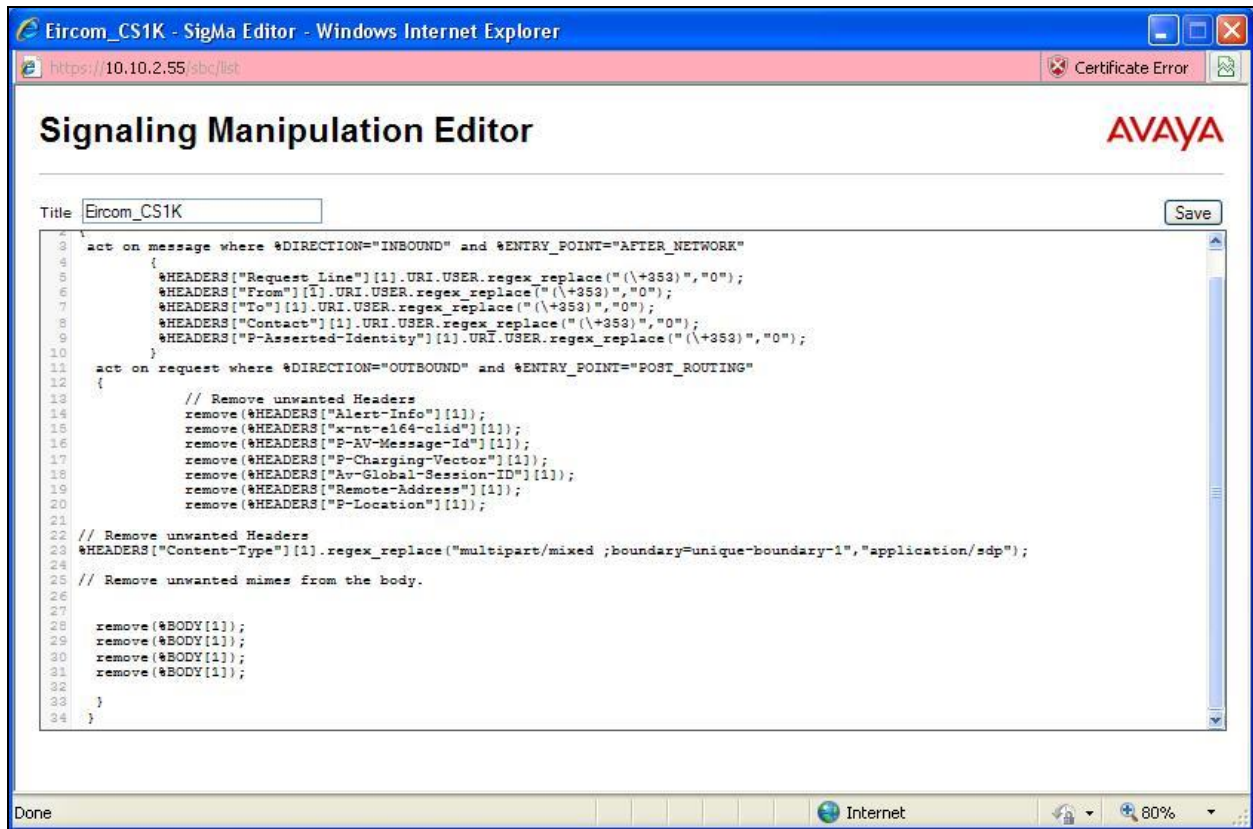 Eircom_CS1K - SigMa Editor - Windows Internet Explorer
https://10.10.2.55/sbc/list
Certificate Error
Signaling Manipulation Editor
AVAYA
Title Eircom_CS1K
Save
2 {
3 act on message where %DIRECTION="INBOUND" and %ENTRY_POINT="AFTER_NETWORK"
4 {
5 %HEADERS["Request_Line"][1].URI.USER.regex_replace("(\+353)","0");
6 %HEADERS["From"][1].URI.USER.regex_replace("(\+353)","0");
7 %HEADERS["To"][1].URI.USER.regex_replace("(\+353)","0");
8 %HEADERS["Contact"][1].URI.USER.regex_replace("(\+353)","0");
9 %HEADERS["P-Asserted-Identity"][1].URI.USER.regex_replace("(\+353)","0");
10 }
11 act on request where %DIRECTION="OUTBOUND" and %ENTRY_POINT="POST_ROUTING"
12 {
13 // Remove unwanted Headers
14 remove(%HEADERS["Alert-Info"][1]);
15 remove(%HEADERS["x-nt-e164-clid"][1]);
16 remove(%HEADERS["P-AV-Message-Id"][1]);
17 remove(%HEADERS["P-Charging-Vector"][1]);
18 remove(%HEADERS["Av-Global-Session-ID"][1]);
19 remove(%HEADERS["Remote-Address"][1]);
20 remove(%HEADERS["P-Location"][1]);
21
22 // Remove unwanted Headers
23 %HEADERS["Content-Type"][1].regex_replace("multipart/mixed ;boundary=unique-boundary-1","application/sdp");
24
25 // Remove unwanted mimes from the body.
26
27
28 remove(%BODY[1]);
29 remove(%BODY[1]);
30 remove(%BODY[1]);
31 remove(%BODY[1]);
32
33 }
34 }
Done
Internet
80%